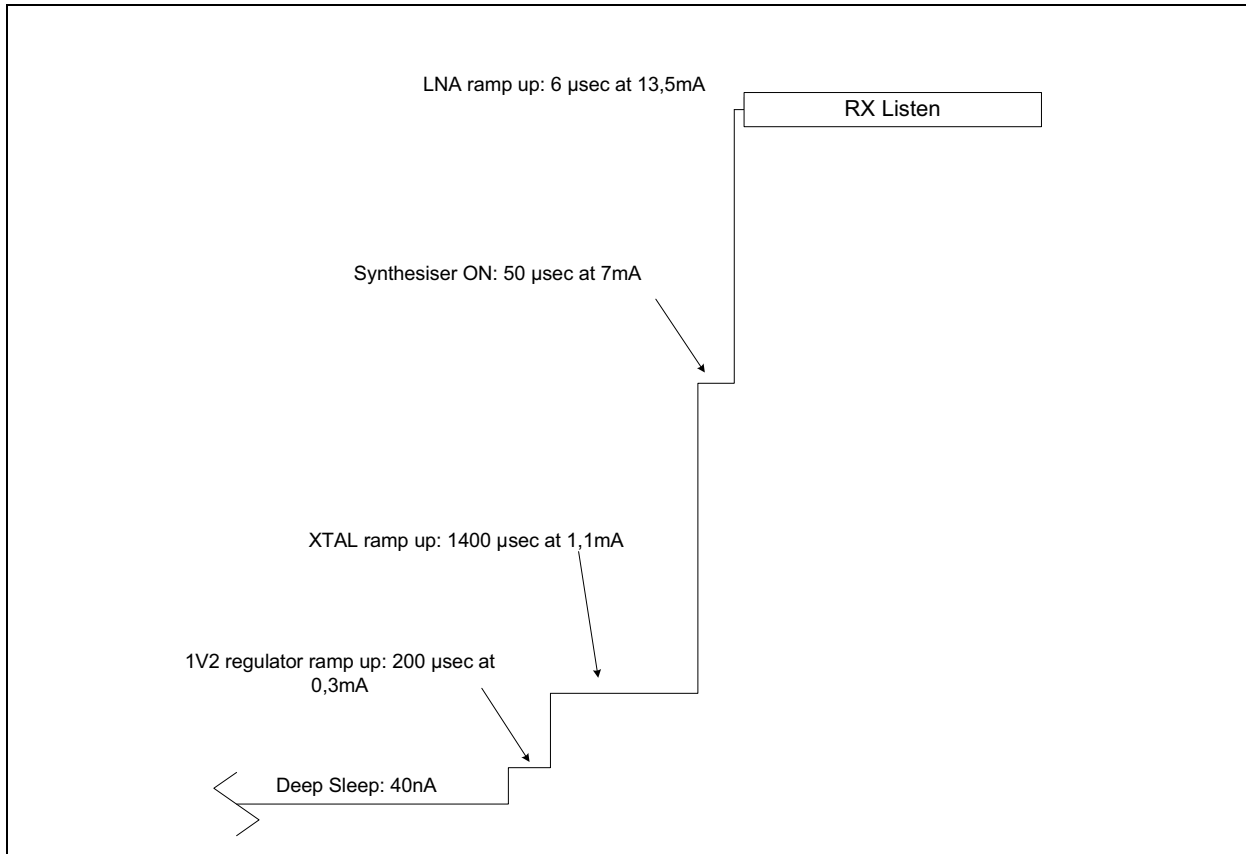 LNA ramp up: 6 µsec at 13,5mA
RX Listen
Synthesiser ON: 50 µsec at 7mA
XTAL ramp up: 1400 µsec at 1,1mA
1V2 regulator ramp up: 200 µsec at
0,3mA
Deep Sleep: 40nA